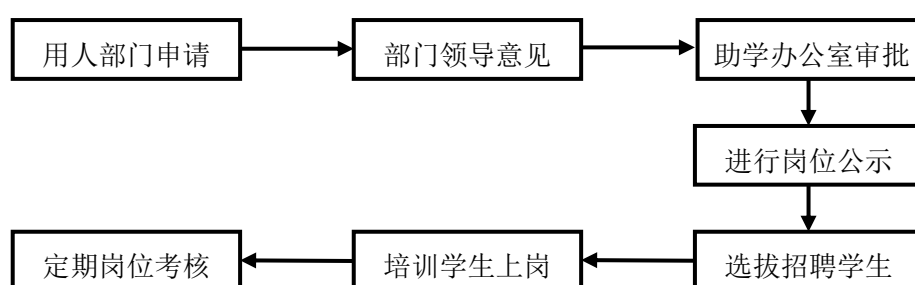 用人部门申请
部门领导意见
助学办公室审批
进行岗位公示
选拔招聘学生
培训学生上岗
定期岗位考核